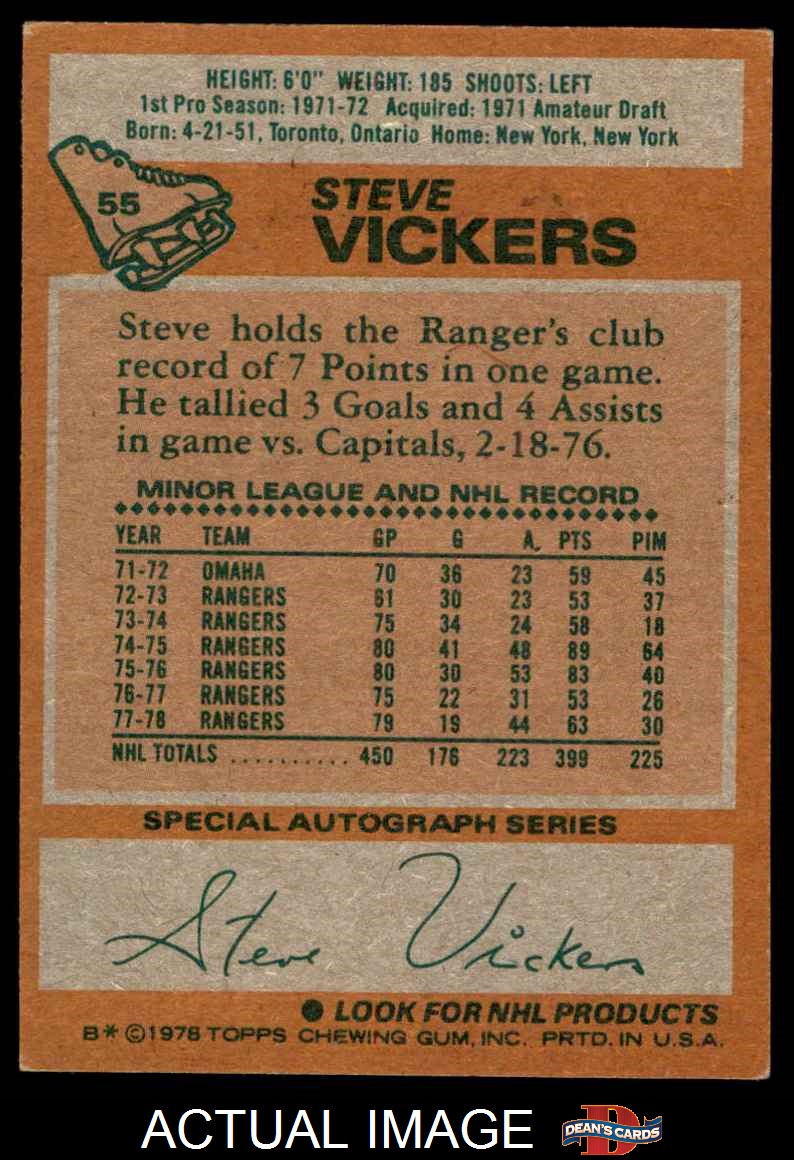 HEIGHT: 6'0" WEIGHT: 185 SHOOTS: LEFT
1st Pro Season: 1971-72 Acquired: 1971 Amateur Draft
Born: 4-21-51, Toronto, Ontario Home: New York, New York
55
STEVE
VICKERS
Steve holds the Ranger's club
record of 7 Points in one game.
He tallied 3 Goals and 4 Assists
in game vs. Capitals, 2-18-76.
MINOR LEAGUE AND NHL RECORD
YEAR TEAM GP G A PTS PIM
71-72 OMAHA 70 36 23 59 45
72-73 RANGERS 61 30 23 53 37
73-74 RANGERS 75 34 24 58 18
74-75 RANGERS 80 41 48 89 64
75-76 RANGERS 80 30 53 83 40
76-77 RANGERS 75 22 31 53 26
77-78 RANGERS 79 19 44 63 30
NHL TOTALS .......... 450 176 223 399 225
SPECIAL AUTOGRAPH SERIES
Steve Vickers
● LOOK FOR NHL PRODUCTS
B* ©1978 TOPPS CHEWING GUM, INC. PRTD. IN U.S.A.
ACTUAL IMAGE
D
DEAN'S CARDS